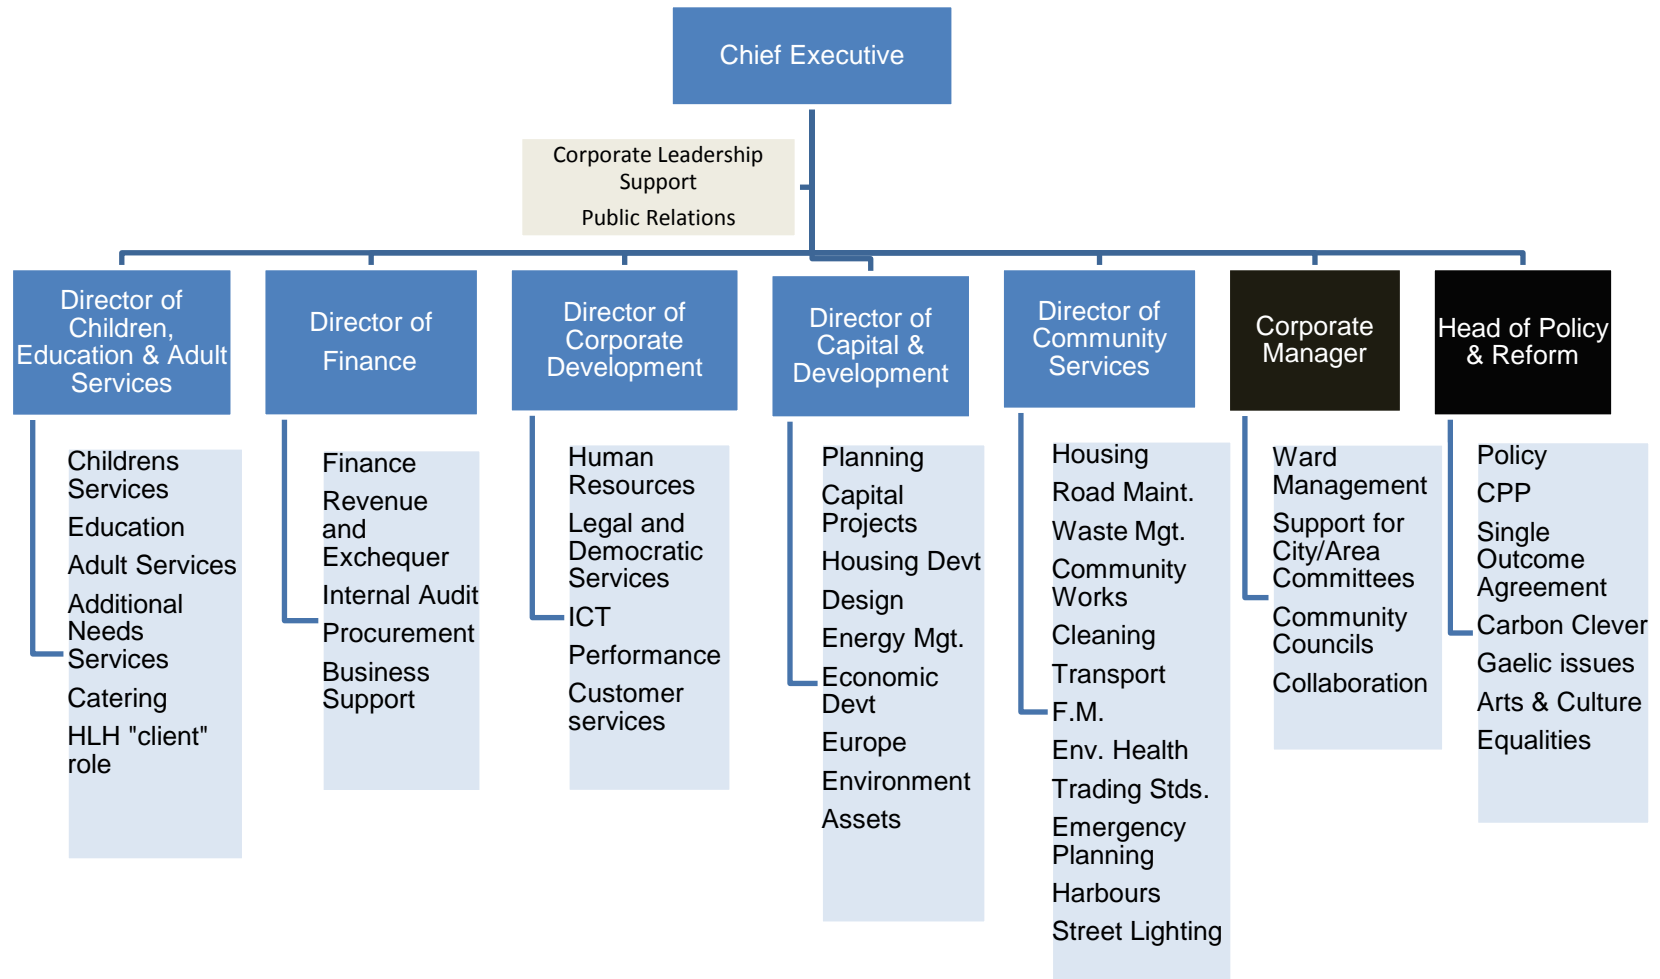 Chief Executive
Corporate Leadership
Support
Public Relations
Director of
Children,
Education & Adult
Services
Childrens
Services
Education
Adult Services
Additional
Needs
Services
Catering
HLH "client"
role
Director of
Finance
Finance
Revenue
and
Exchequer
Internal Audit
Procurement
Business
Support
Director of
Corporate
Development
Human
Resources
Legal and
Democratic
Services
ICT
Performance
Customer
services
Director of
Capital &
Development
Planning
Capital
Projects
Housing Devt
Design
Energy Mgt.
Economic
Devt
Europe
Environment
Assets
Director of
Community
Services
Housing
Road Maint.
Waste Mgt.
Community
Works
Cleaning
Transport
F.M.
Env. Health
Trading Stds.
Emergency
Planning
Harbours
Street Lighting
Corporate
Manager
Ward
Management
Support for
City/Area
Committees
Community
Councils
Collaboration
Head of Policy
& Reform
Policy
CPP
Single
Outcome
Agreement
Carbon Clever
Gaelic issues
Arts & Culture
Equalities